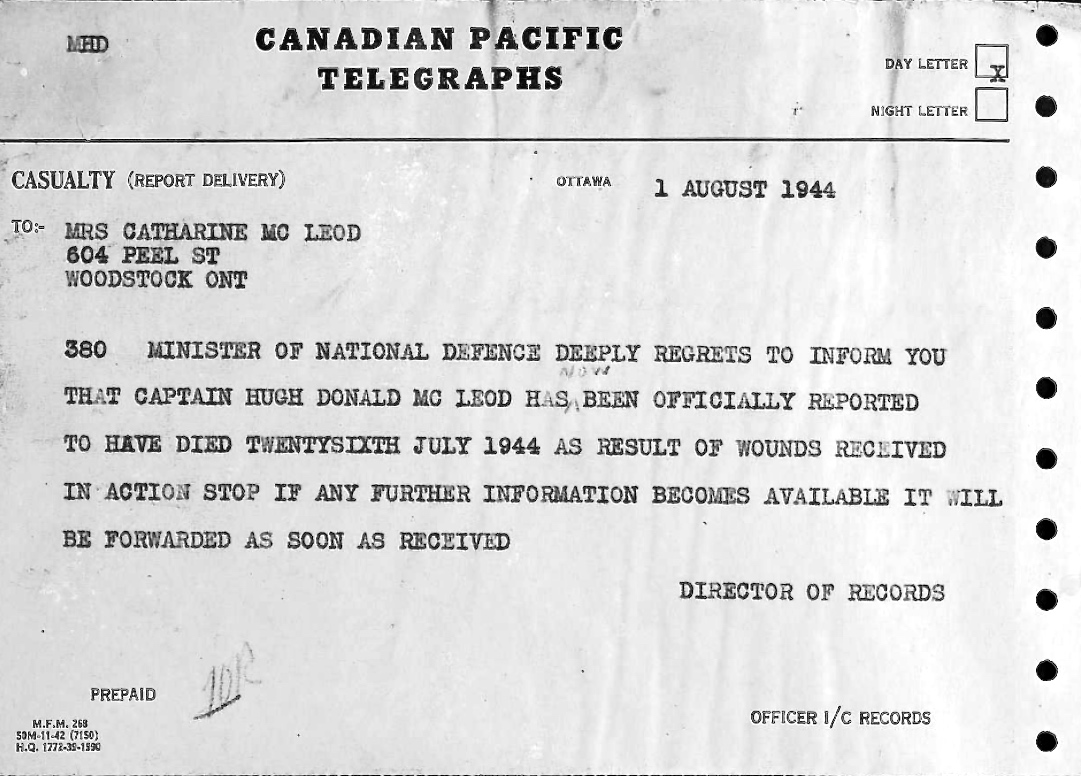 MHD
CANADIAN PACIFIC
TELEGRAPHS
DAY LETTER X
NIGHT LETTER
CASUALTY (REPORT DELIVERY)
OTTAWA 1 AUGUST 1944
TO:- MRS CATHARINE MC LEOD
604 PEEL ST
WOODSTOCK ONT
380 MINISTER OF NATIONAL DEFENCE DEEPLY REGRETS TO INFORM YOU
NOW
THAT CAPTAIN HUGH DONALD MC LEOD HAS BEEN OFFICIALLY REPORTED
TO HAVE DIED TWENTYSIXTH JULY 1944 AS RESULT OF WOUNDS RECEIVED
IN ACTION STOP IF ANY FURTHER INFORMATION BECOMES AVAILABLE IT WILL
BE FORWARDED AS SOON AS RECEIVED
DIRECTOR OF RECORDS
PREPAID
OFFICER I/C RECORDS
M.F.M. 268
50M-11-42 (7150)
H.Q. 1772-39-1590